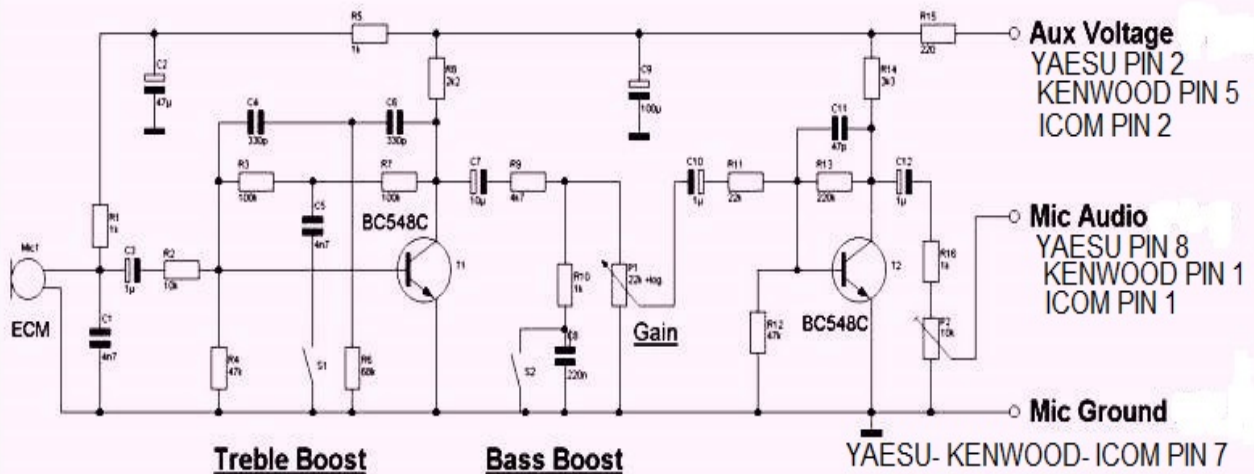 R5
1k
R15
220
Aux Voltage
YAESU PIN 2
KENWOOD PIN 5
ICOM PIN 2
C2
47µ
R8
2k2
C9
100µ
R14
3k3
C4
330p
C6
330p
C11
47p
R3
100k
R7
100k
C7
10µ
R9
4k7
C10
1µ
R11
22k
R13
220k
C12
1µ
BC548C
R1
1k
C5
4n7
Mic1
C3
1µ
R2
10k
T1
R10
1k
P1
22k +log.
T2
R16
1k
Mic Audio
YAESU PIN 8
KENWOOD PIN 1
ICOM PIN 1
ECM
C1
4n7
Gain
BC548C
R12
47k
P2
10k
R4
47k
S1
R6
68k
S2
C8
220n
Mic Ground
YAESU- KENWOOD- ICOM PIN 7
Treble Boost
Bass Boost